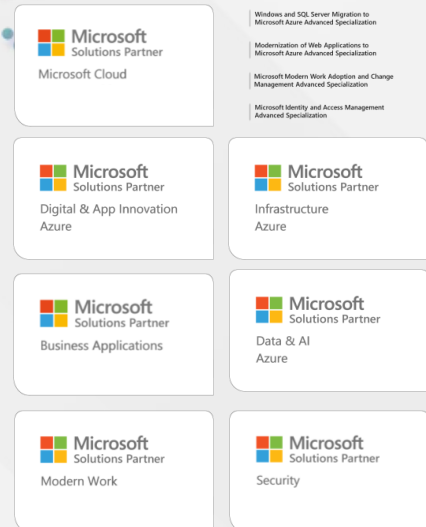 Microsoft
Solutions Partner
Microsoft Cloud
Windows and SQL Server Migration to
Microsoft Azure Advanced Specialization
Modernization of Web Applications to
Microsoft Azure Advanced Specialization
Microsoft Modern Work Adoption and Change
Management Advanced Specialization
Microsoft Identity and Access Management
Advanced Specialization
Microsoft
Solutions Partner
Digital & App Innovation
Azure
Microsoft
Solutions Partner
Infrastructure
Azure
Microsoft
Solutions Partner
Business Applications
Microsoft
Solutions Partner
Data & AI
Azure
Microsoft
Solutions Partner
Modern Work
Microsoft
Solutions Partner
Security